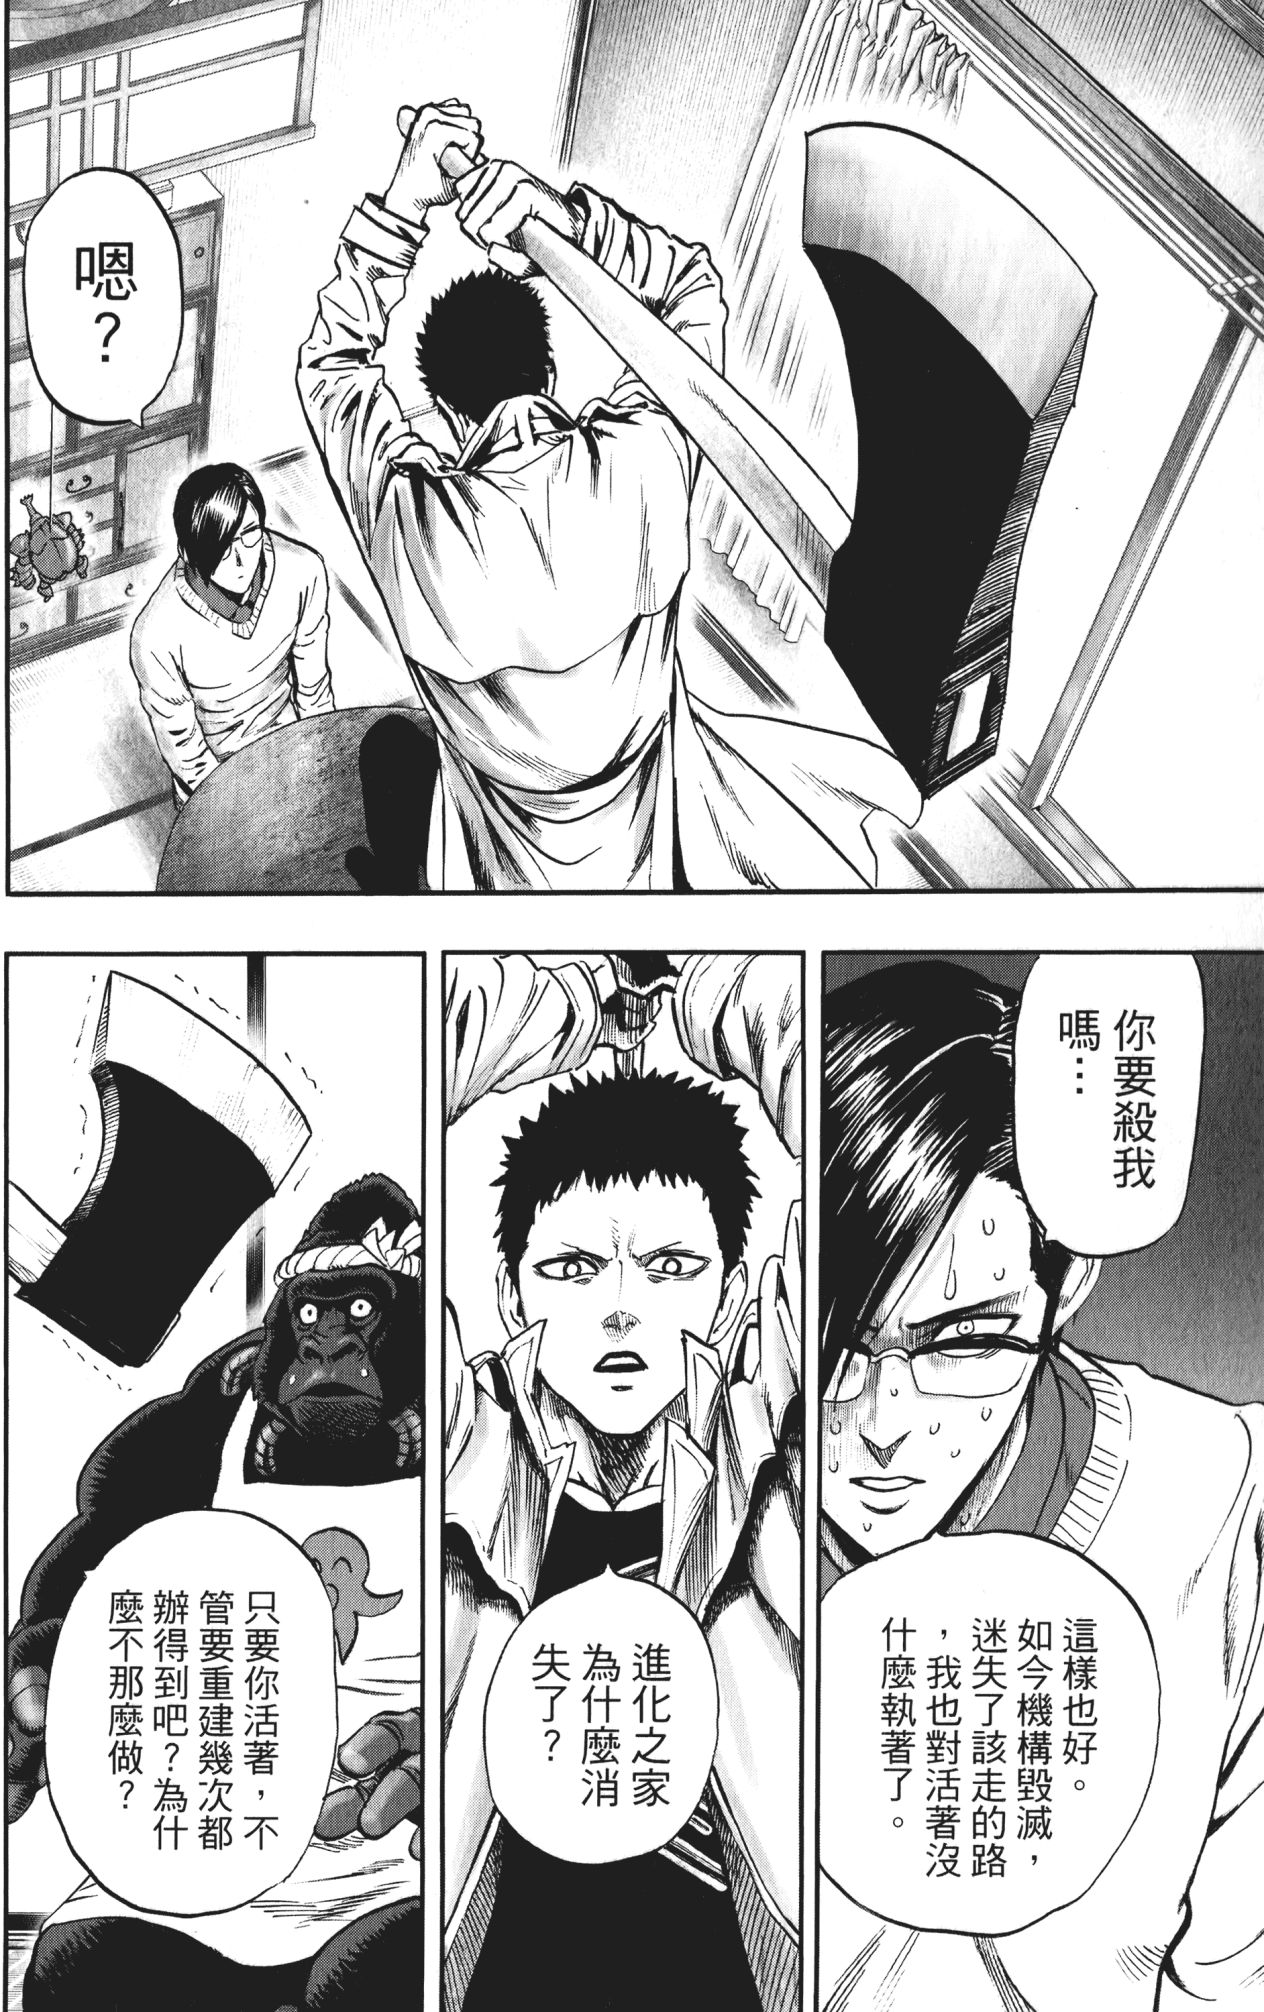 嗯？
你要殺我
嗎…
這樣也好。
如今機構毀滅，
迷失了該走的路
，我也對活著沒
什麼執著了。
進化之家
為什麼消
失了？
只要你活著，不
管要重建幾次都
辦得到吧？為什
麼不那麼做？